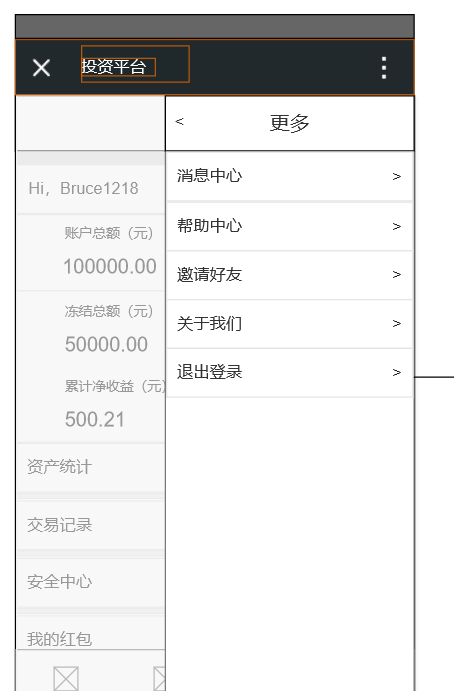 投资平台
< 更多
消息中心 >
帮助中心 >
邀请好友 >
关于我们 >
退出登录 >
Hi，Bruce1218
账户总额（元）
100000.00
冻结总额（元）
50000.00
累计净收益（元）
500.21
资产统计
交易记录
安全中心
我的红包